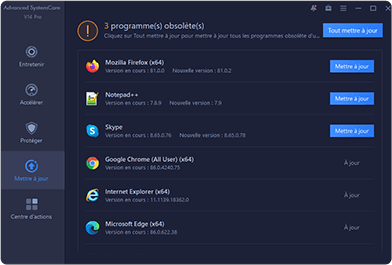 Advanced SystemCare
V14 Pro
3 programme(s) obsolète(s)
Cliquez sur Tout mettre à jour pour mettre à jour tous les programmes obsolète d'u...
Tout mettre à jour
Entretenir
Accélérer
Protéger
Mettre à jour
Centre d'actions
Mozilla Firefox (x64)
Version en cours : 81.0.0 Nouvelle version : 81.0.2
Mettre à jour
Notepad++
Version en cours : 7.8.9 Nouvelle version : 7.9
Mettre à jour
Skype
Version en cours : 8.65.0.76 Nouvelle version : 8.65.0.78
Mettre à jour
Google Chrome (All User) (x64)
Version en cours : 86.0.4240.75
À jour
Internet Explorer (x64)
Version en cours : 11.1139.18362.0
À jour
Microsoft Edge (x64)
Version en cours : 86.0.622.38
À jour